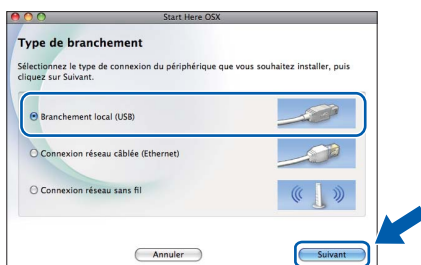 Start Here OSX
Type de branchement
Sélectionnez le type de connexion du périphérique que vous souhaitez installer, puis
cliquez sur Suivant.
Branchement local (USB)
Connexion réseau câblée (Ethernet)
Connexion réseau sans fil
Annuler
Suivant